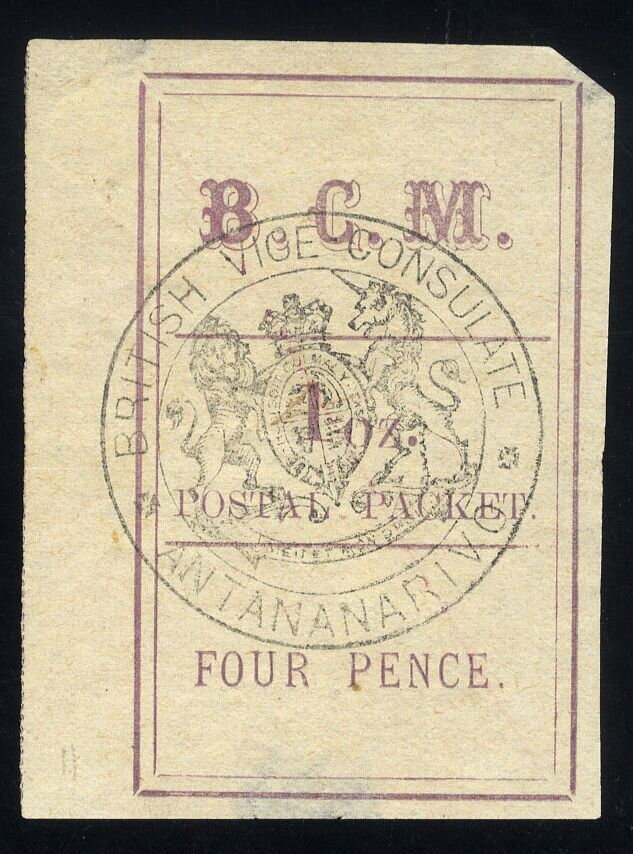 B.C.M.
BRITISH VICE-CONSULATE
1 OZ.
POSTAL PACKET.
ANTANANARIVO
FOUR PENCE.